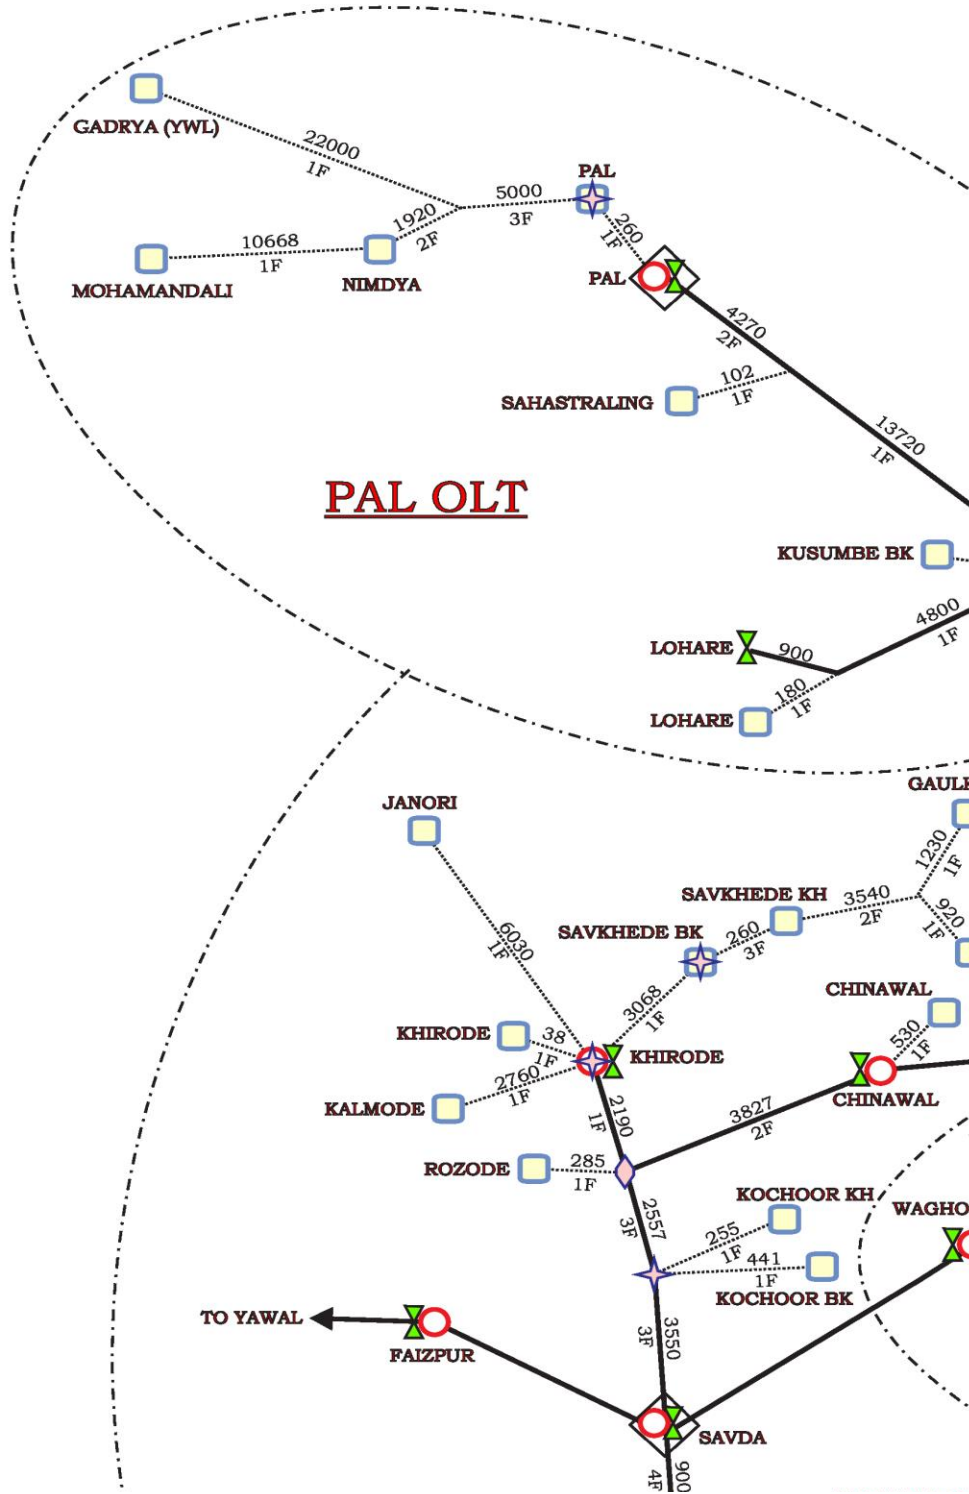 GADRYA (YWL)
22000
1F
PAL
5000
3F
1920
2F
260
1F
10668
1F
MOHAMANDALI
NIMDYA
PAL
4270
2F
102
1F
SAHASTRALING
13720
1F
PAL OLT
KUSUMBE BK
4800
1F
LOHARE
900
180
1F
LOHARE
JANORI
1230
1F
SAVKHEDE KH
3540
2F
920
1F
6030
1F
SAVKHEDE BK
260
3F
CHINAWAL
3068
1F
KHIRODE
38
1F
KHIRODE
530
1F
2760
1F
KALMODE
CHINAWAL
2190
1F
3827
2F
ROZODE
285
1F
KOCHOOR KH
2557
3F
255
1F
441
1F
KOCHOOR BK
TO YAWAL
FAIZPUR
3550
3F
SAVDA
900
4F